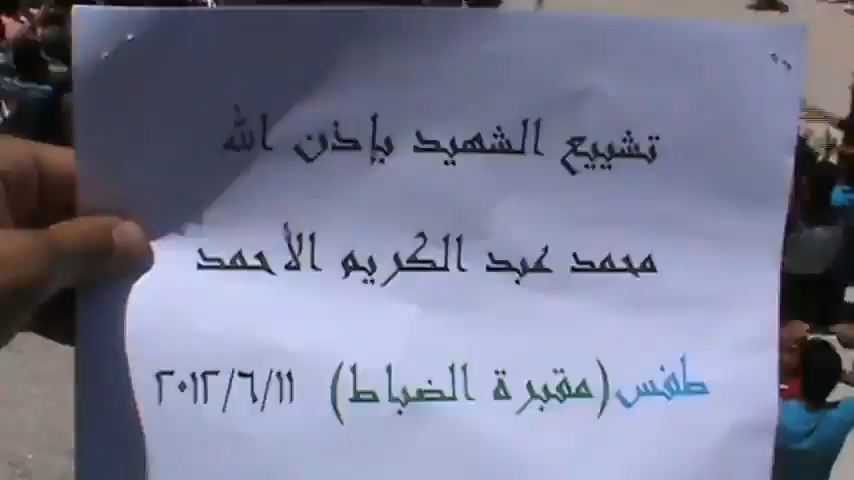 تشييع الشهيد بإذن الله
محمد عبد الكريم الأحمد
طفس (مقبرة الضباط) ٢٠١٢/٦/١١